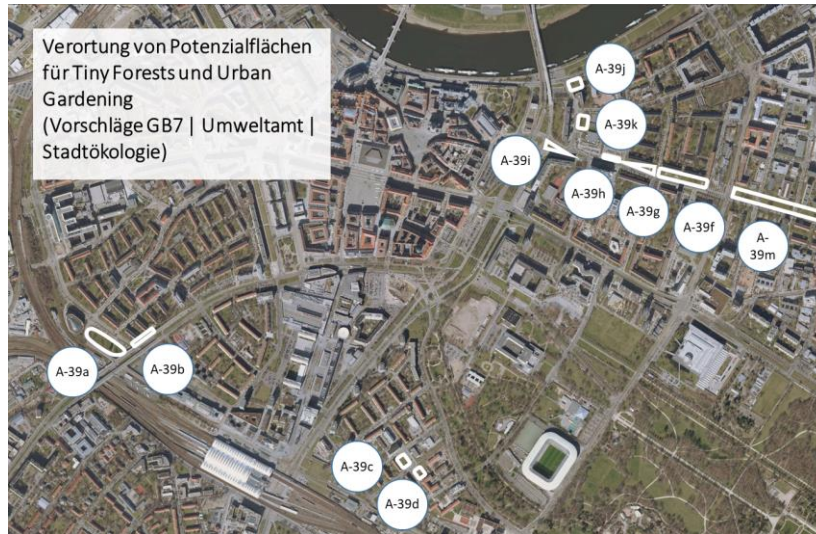 Verortung von Potenzialflächen
für Tiny Forests und Urban
Gardening
(Vorschläge GB7 | Umweltamt |
Stadtökologie)
A-39j
A-39k
A-39i
A-39h
A-39g
A-39f
A-
39m
A-39a
A-39b
A-39c
A-39d